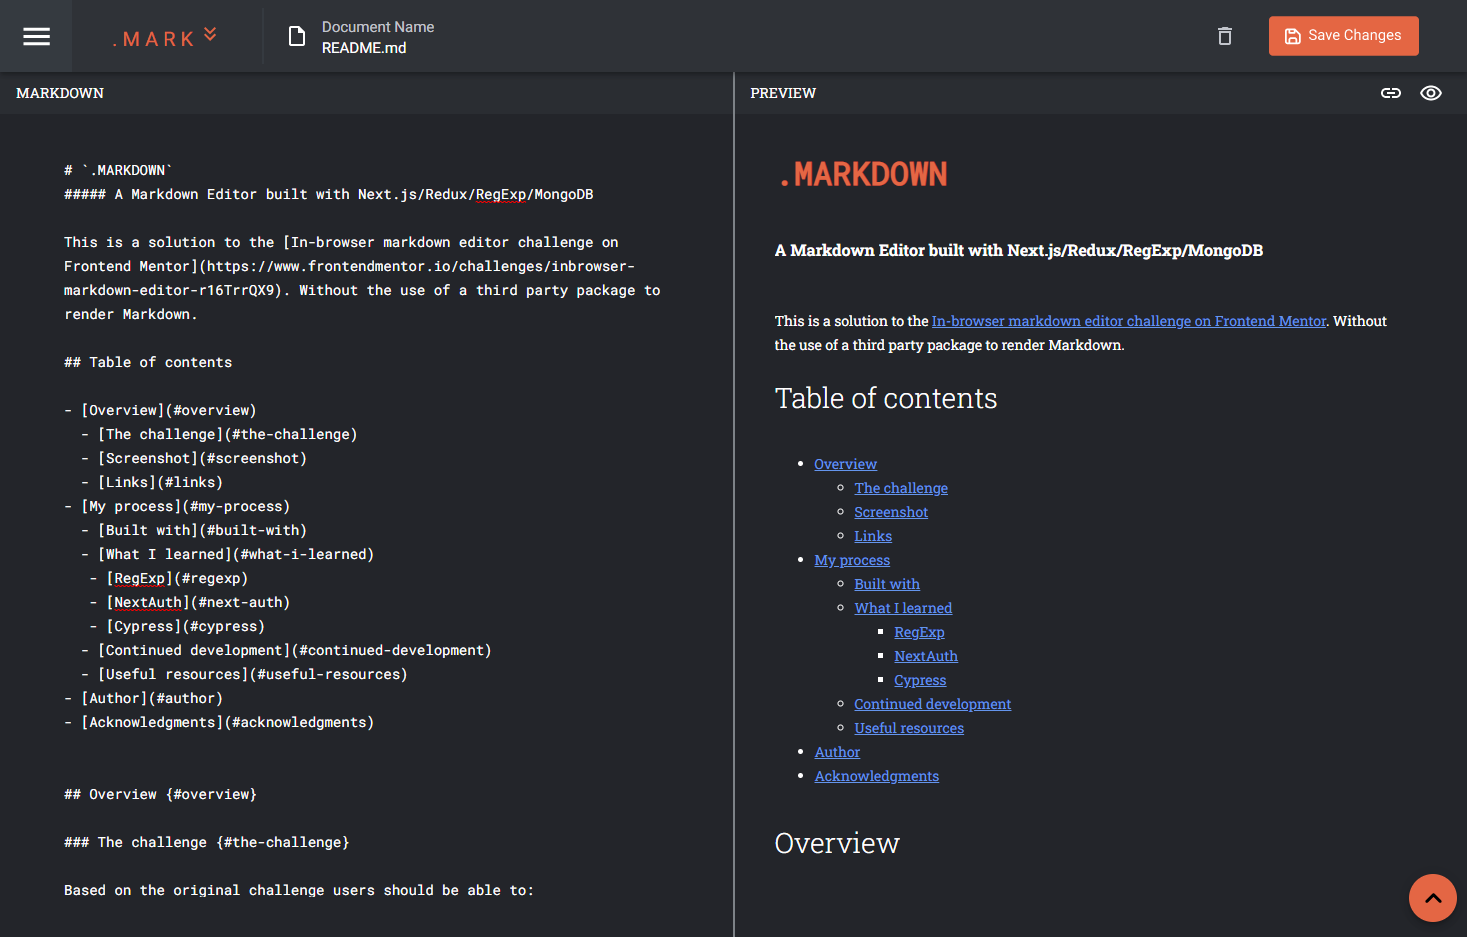 .MARK
Document Name
README.md
Save Changes
MARKDOWN
# `.MARKDOWN`
##### A Markdown Editor built with Next.js/Redux/RegExp/MongoDB
This is a solution to the [In-browser markdown editor challenge on
Frontend Mentor](https://www.frontendmentor.io/challenges/inbrowser-
markdown-editor-r16TrrQX9). Without the use of a third party package to
render Markdown.
## Table of contents
- [Overview](#overview)
  - [The challenge](#the-challenge)
  - [Screenshot](#screenshot)
  - [Links](#links)
- [My process](#my-process)
  - [Built with](#built-with)
  - [What I learned](#what-i-learned)
   - [RegExp](#regexp)
   - [NextAuth](#next-auth)
   - [Cypress](#cypress)
  - [Continued development](#continued-development)
  - [Useful resources](#useful-resources)
- [Author](#author)
- [Acknowledgments](#acknowledgments)
## Overview {#overview}
### The challenge {#the-challenge}
Based on the original challenge users should be able to:
PREVIEW
.MARKDOWN
A Markdown Editor built with Next.js/Redux/RegExp/MongoDB
This is a solution to the In-browser markdown editor challenge on Frontend Mentor. Without
the use of a third party package to render Markdown.
Table of contents
Overview
The challenge
Screenshot
Links
My process
Built with
What I learned
RegExp
NextAuth
Cypress
Continued development
Useful resources
Author
Acknowledgments
Overview